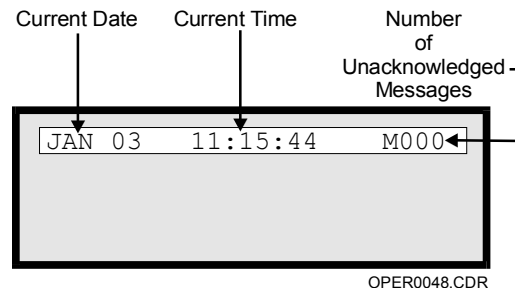 Current Date
Current Time
Number
of
Unacknowledged
Messages
JAN 03 11:15:44 M000
OPER0048.CDR